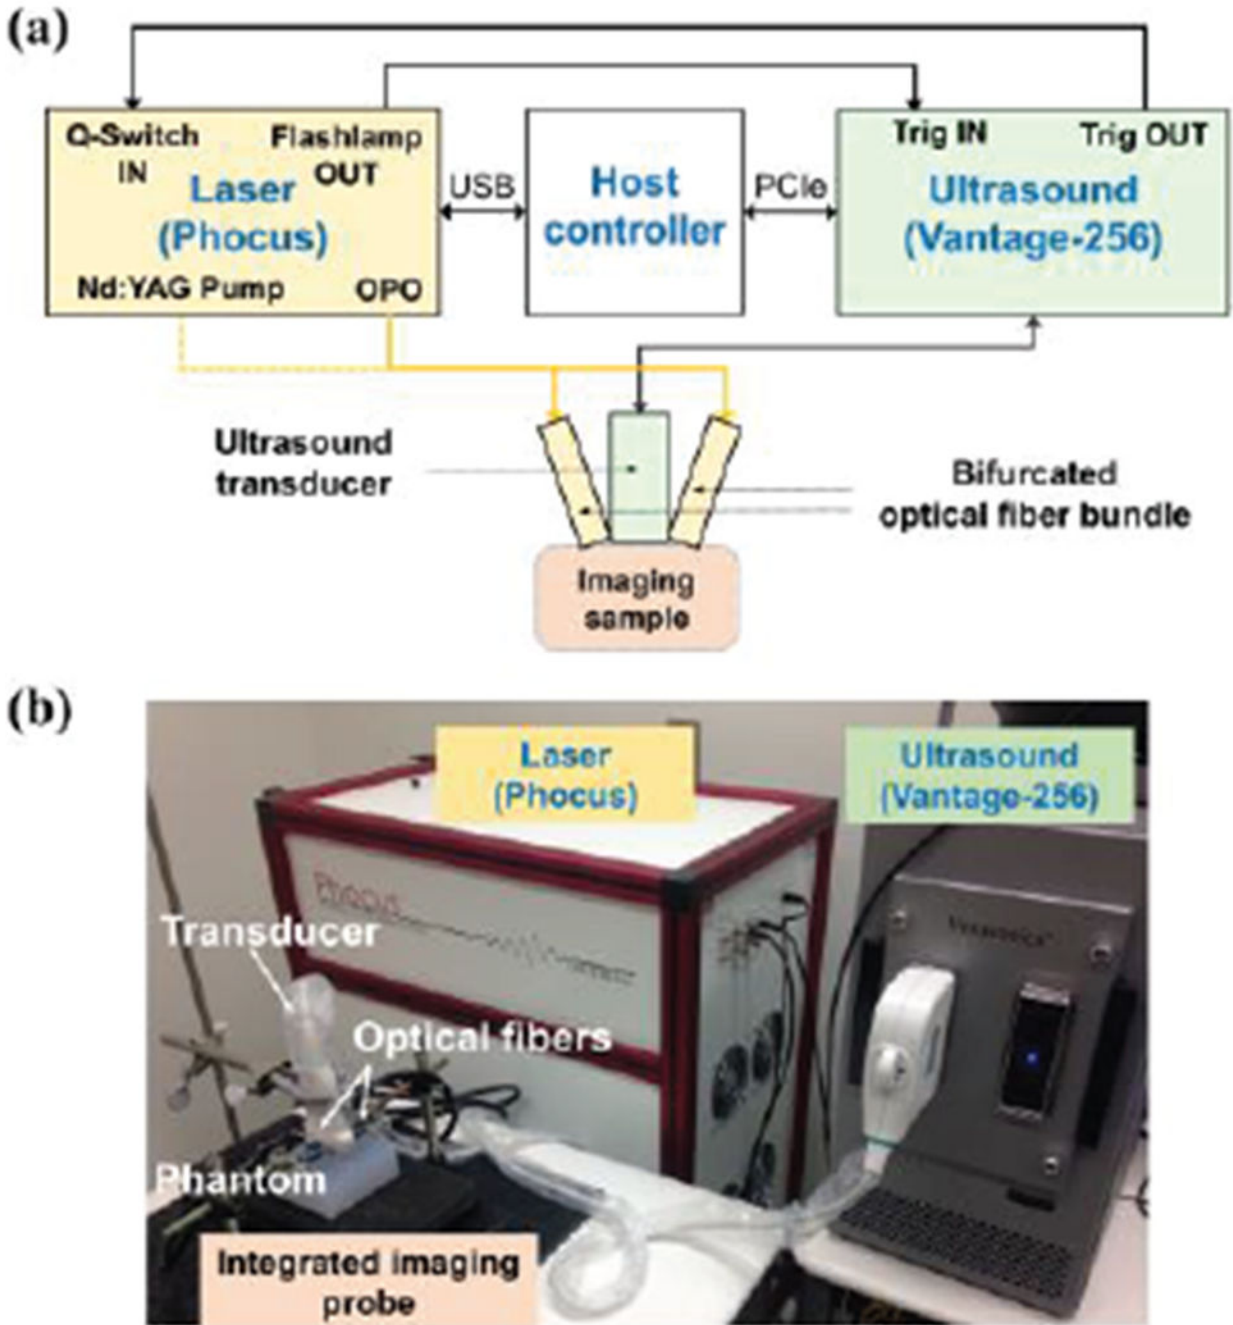 (a)
Q-Switch
IN
Flashlamp
OUT
Laser
(Phocus)
Nd:YAG Pump
OPO
USB
Host
controller
PCIe
Trig IN
Trig OUT
Ultrasound
(Vantage-256)
Ultrasound
transducer
Bifurcated
optical fiber bundle
Imaging
sample
(b)
Laser
(Phocus)
Ultrasound
(Vantage-256)
Phocus
Verasonics
Transducer
Optical fibers
Phantom
Integrated imaging
probe